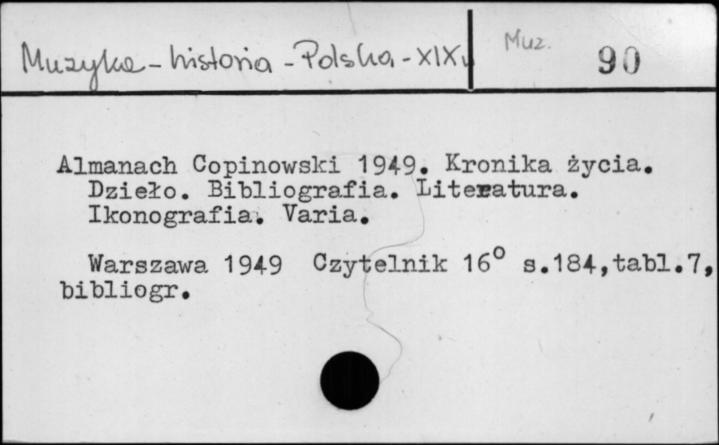 Muzyka - historia - Polska - XIXw
Muz.
90
Almanach Copinowski 1949. Kronika życia.
Dzieło. Bibliografia. Literatura.
Ikonografia. Varia.
Warszawa 1949 Czytelnik 16° s.184,tabl.7,
bibliogr.